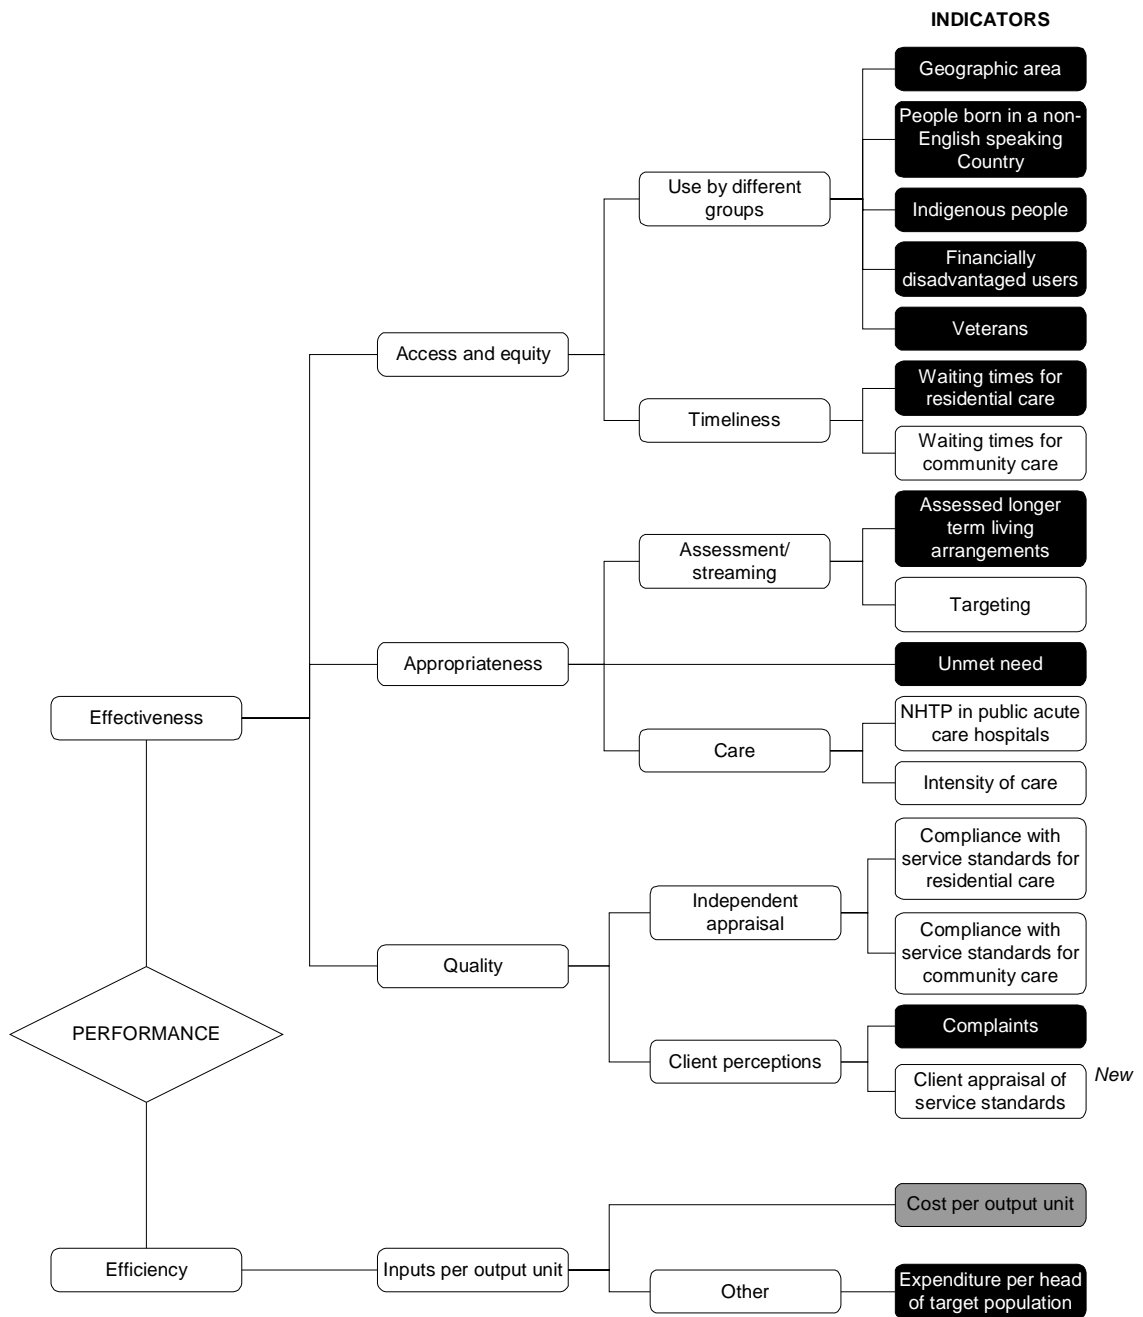 INDICATORS
Geographic area
People born in a non-
English speaking
Country
Use by different
groups
Indigenous people
Financially
disadvantaged users
Veterans
Access and equity
Waiting times for
residential care
Timeliness
Waiting times for
community care
Assessed longer
term living
arrangements
Assessment/
streaming
Targeting
Appropriateness
Unmet need
Effectiveness
NHTP in public acute
care hospitals
Care
Intensity of care
Compliance with
service standards for
residential care
Independent
appraisal
Compliance with
service standards for
community care
Quality
PERFORMANCE
Complaints
Client perceptions
Client appraisal of
service standards
New
Cost per output unit
Efficiency
Inputs per output unit
Other
Expenditure per head
of target population